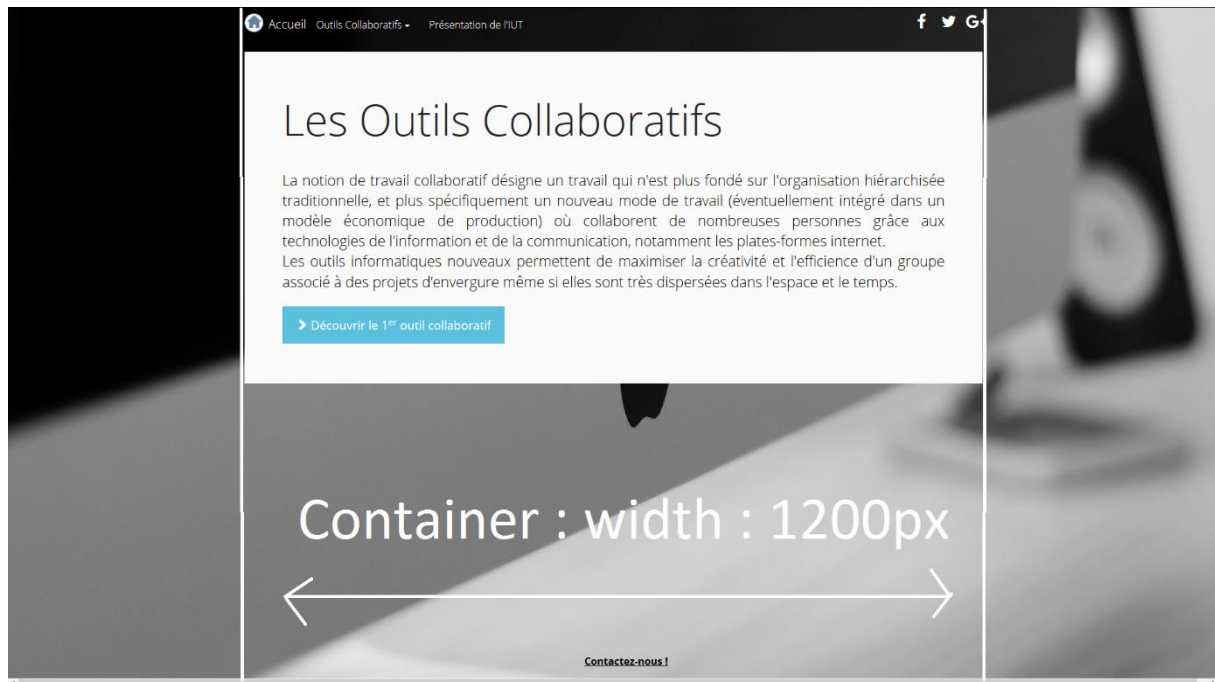 Accueil Outils Collaboratifs Présentation de l'IUT f G+
Les Outils Collaboratifs
La notion de travail collaboratif désigne un travail qui n'est plus fondé sur l'organisation hiérarchisée
traditionnelle, et plus spécifiquement un nouveau mode de travail (éventuellement intégré dans un
modèle économique de production) où collaborent de nombreuses personnes grâce aux
technologies de l'information et de la communication, notamment les plates-formes internet.
Les outils informatiques nouveaux permettent de maximiser la créativité et l'efficience d'un groupe
associé à des projets d’envergure même si elles sont très dispersées dans l'espace et le temps.
Découvrir le 1er outil collaboratif
Container : width : 1200px
Contactez-nous !